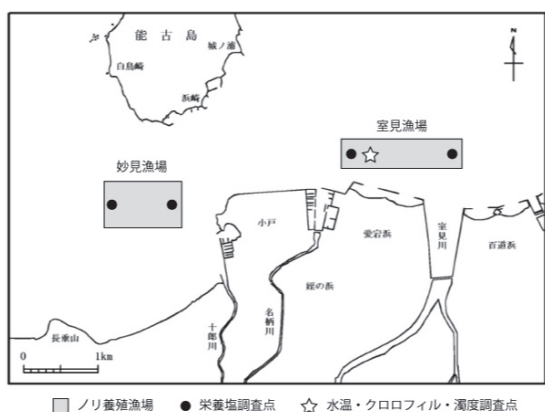 能古島
城ノ浦
白鳥崎
浜崎
N
室見漁場
妙見漁場
小戸
愛宕浜
室見川
百道浜
姪の浜
名柄川
十郎川
長垂山
0 1km
ノリ養殖漁場 栄養塩調査点 水温・クロロフィル・濁度調査点